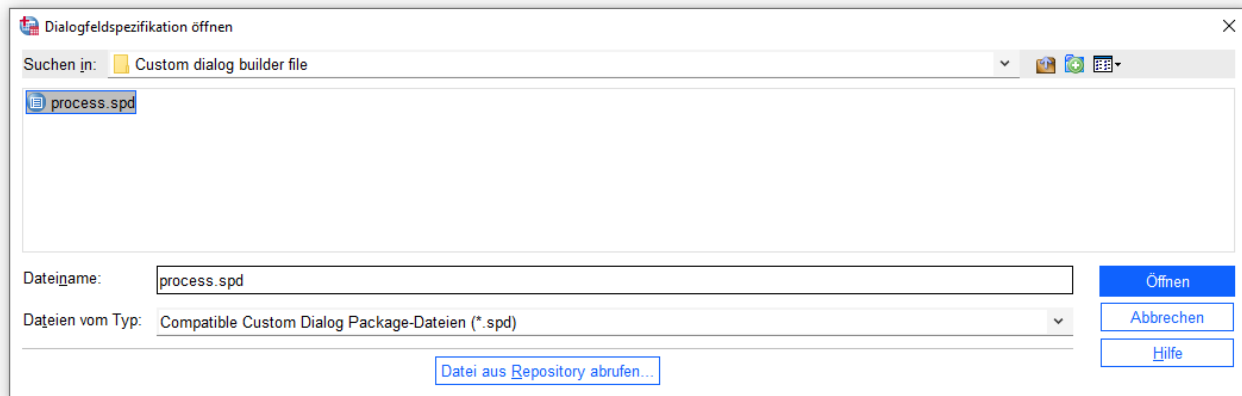 Dialogfeldspezifikation öffnen
Suchen in: Custom dialog builder file
process.spd
Dateiname: process.spd
Öffnen
Dateien vom Typ: Compatible Custom Dialog Package-Dateien (*.spd)
Abbrechen
Hilfe
Datei aus Repository abrufen...